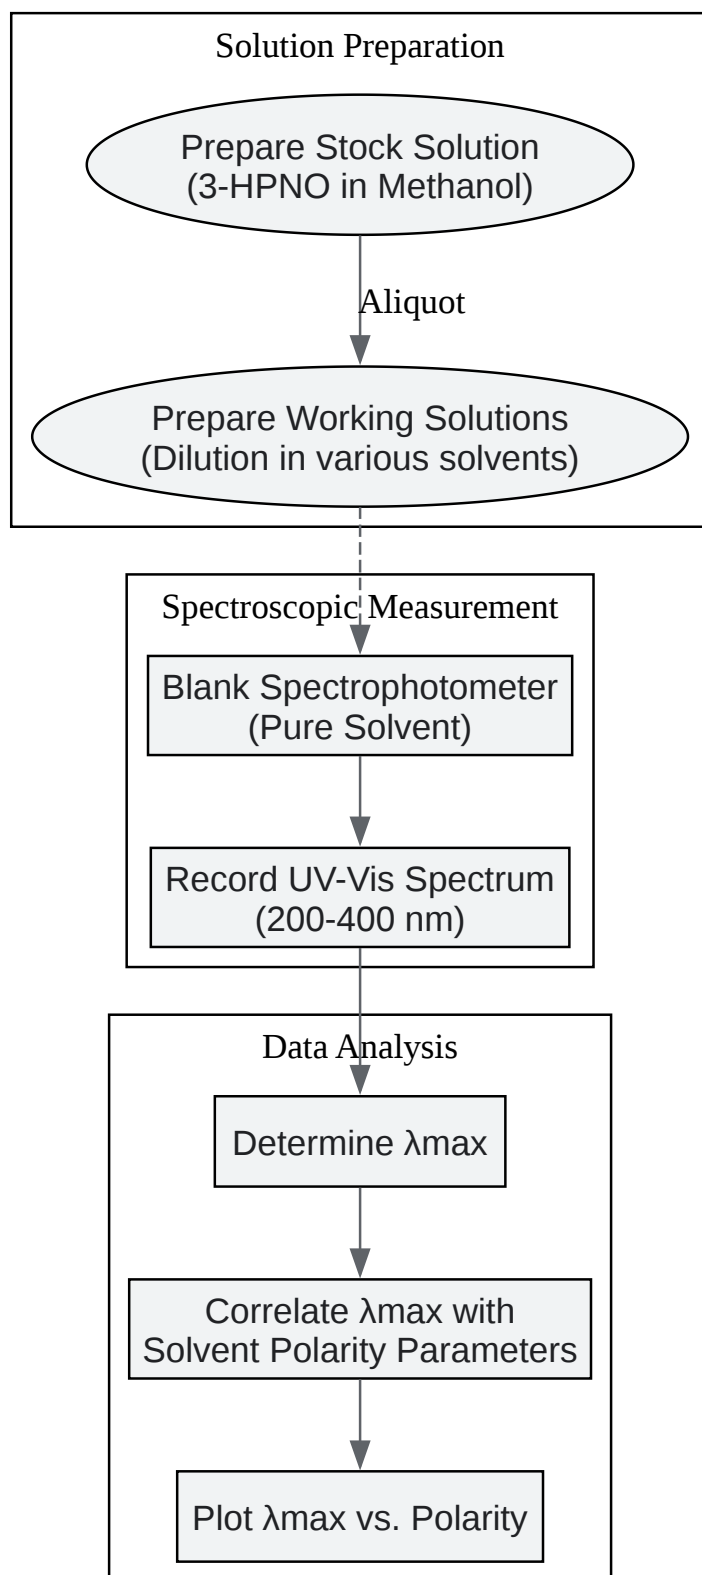 Solution Preparation
Prepare Stock Solution
(3-HPNO in Methanol)
Aliquot
Prepare Working Solutions
(Dilution in various solvents)
Spectroscopic Measurement
Blank Spectrophotometer
(Pure Solvent)
Record UV-Vis Spectrum
(200-400 nm)
Data Analysis
Determine λmax
Correlate λmax with
Solvent Polarity Parameters
Plot λmax vs. Polarity